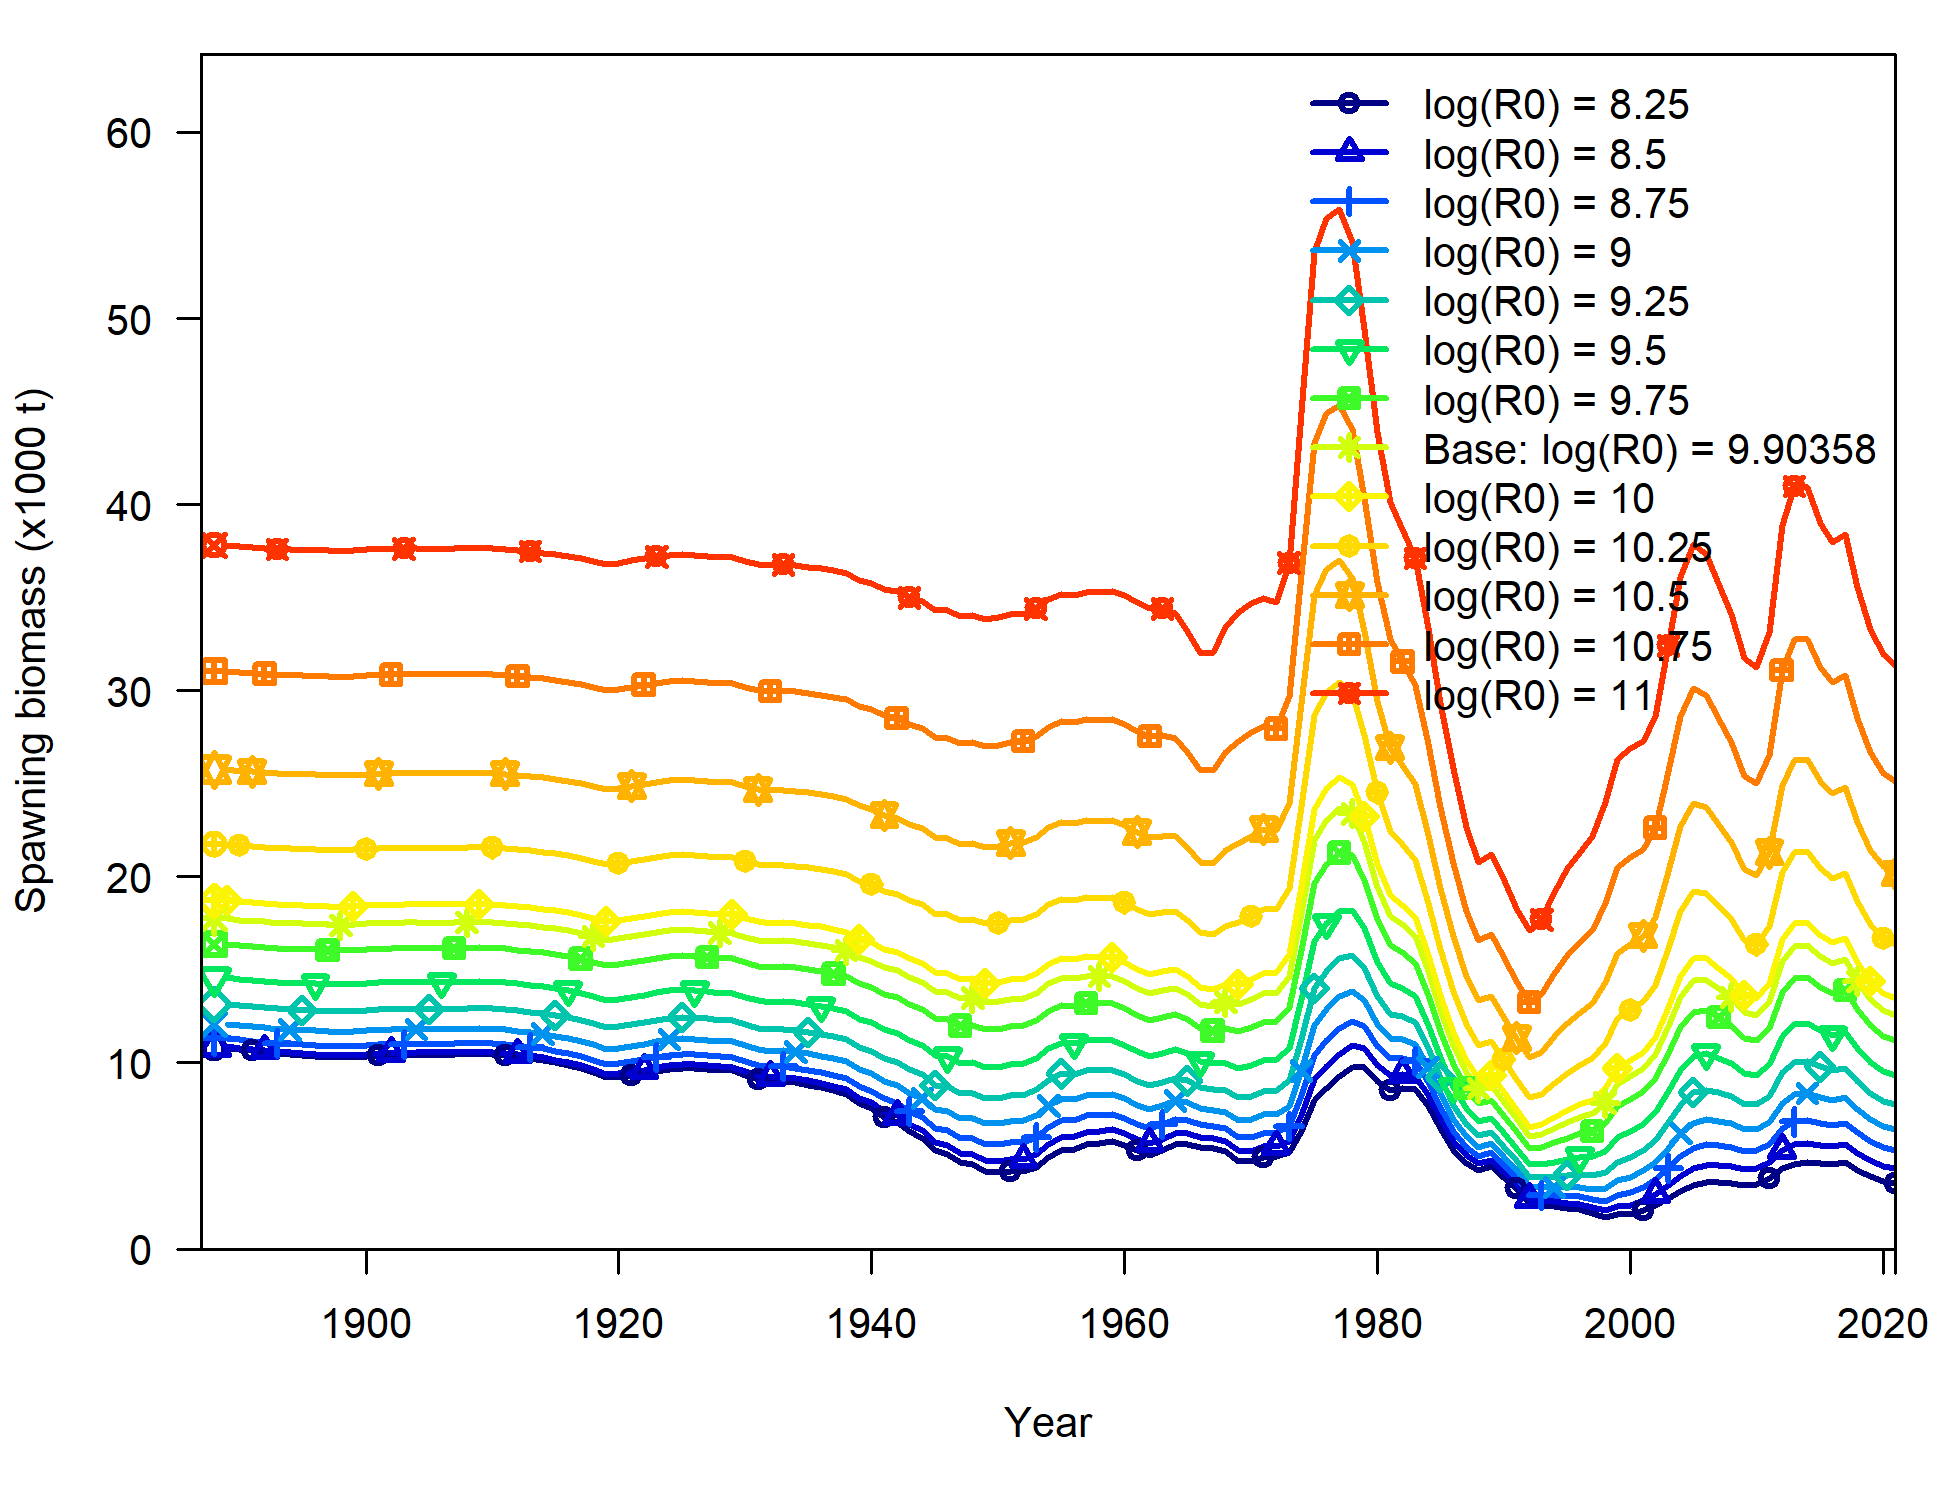 log(R0) = 8.25
log(R0) = 8.5
log(R0) = 8.75
log(R0) = 9
log(R0) = 9.25
log(R0) = 9.5
log(R0) = 9.75
Base: log(R0) = 9.90358
log(R0) = 10
log(R0) = 10.25
log(R0) = 10.5
log(R0) = 10.75
log(R0) = 11
Spawning biomass (x1000 t)
60
50
40
30
20
10
0
1900 1920 1940 1960 1980 2000 2020
Year